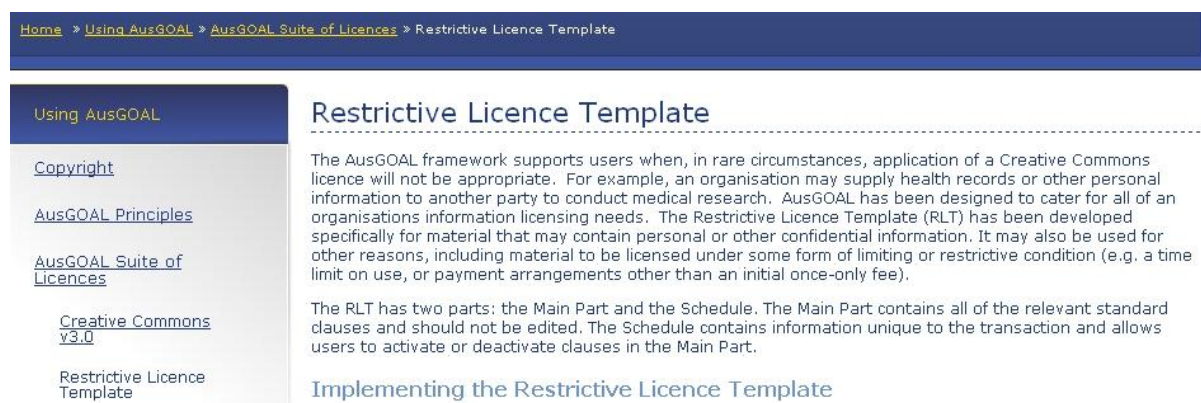 Home » Using AusGOAL » AusGOAL Suite of Licences » Restrictive Licence Template
Using AusGOAL
Copyright
AusGOAL Principles
AusGOAL Suite of
Licences
Creative Commons
v3.0
Restrictive Licence
Template
Restrictive Licence Template
The AusGOAL framework supports users when, in rare circumstances, application of a Creative Commons
licence will not be appropriate. For example, an organisation may supply health records or other personal
information to another party to conduct medical research. AusGOAL has been designed to cater for all of an
organisations information licensing needs. The Restrictive Licence Template (RLT) has been developed
specifically for material that may contain personal or other confidential information. It may also be used for
other reasons, including material to be licensed under some form of limiting or restrictive condition (e.g. a time
limit on use, or payment arrangements other than an initial once-only fee).
The RLT has two parts: the Main Part and the Schedule. The Main Part contains all of the relevant standard
clauses and should not be edited. The Schedule contains information unique to the transaction and allows
users to activate or deactivate clauses in the Main Part.
Implementing the Restrictive Licence Template